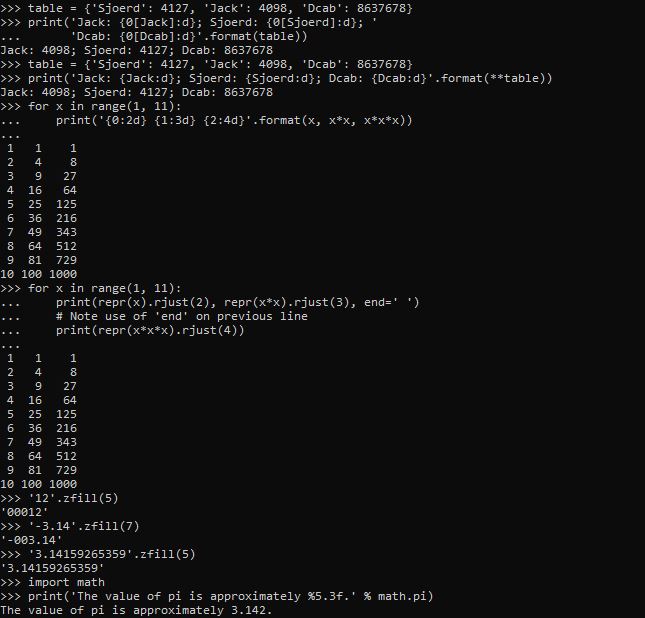 >>> table = {'Sjoerd': 4127, 'Jack': 4098, 'Dcab': 8637678}
>>> print('Jack: {0[Jack]:d}; Sjoerd: {0[Sjoerd]:d}; '
...       'Dcab: {0[Dcab]:d}'.format(table))
Jack: 4098; Sjoerd: 4127; Dcab: 8637678
>>> table = {'Sjoerd': 4127, 'Jack': 4098, 'Dcab': 8637678}
>>> print('Jack: {Jack:d}; Sjoerd: {Sjoerd:d}; Dcab: {Dcab:d}'.format(**table))
Jack: 4098; Sjoerd: 4127; Dcab: 8637678
>>> for x in range(1, 11):
...     print('{0:2d} {1:3d} {2:4d}'.format(x, x*x, x*x*x))
...
 1   1    1
 2   4    8
 3   9   27
 4  16   64
 5  25  125
 6  36  216
 7  49  343
 8  64  512
 9  81  729
10 100 1000
>>> for x in range(1, 11):
...     print(repr(x).rjust(2), repr(x*x).rjust(3), end=' ')
...     # Note use of 'end' on previous line
...     print(repr(x*x*x).rjust(4))
...
 1   1    1
 2   4    8
 3   9   27
 4  16   64
 5  25  125
 6  36  216
 7  49  343
 8  64  512
 9  81  729
10 100 1000
>>> '12'.zfill(5)
'00012'
>>> '-3.14'.zfill(7)
'-003.14'
>>> '3.14159265359'.zfill(5)
'3.14159265359'
>>> import math
>>> print('The value of pi is approximately %5.3f.' % math.pi)
The value of pi is approximately 3.142.